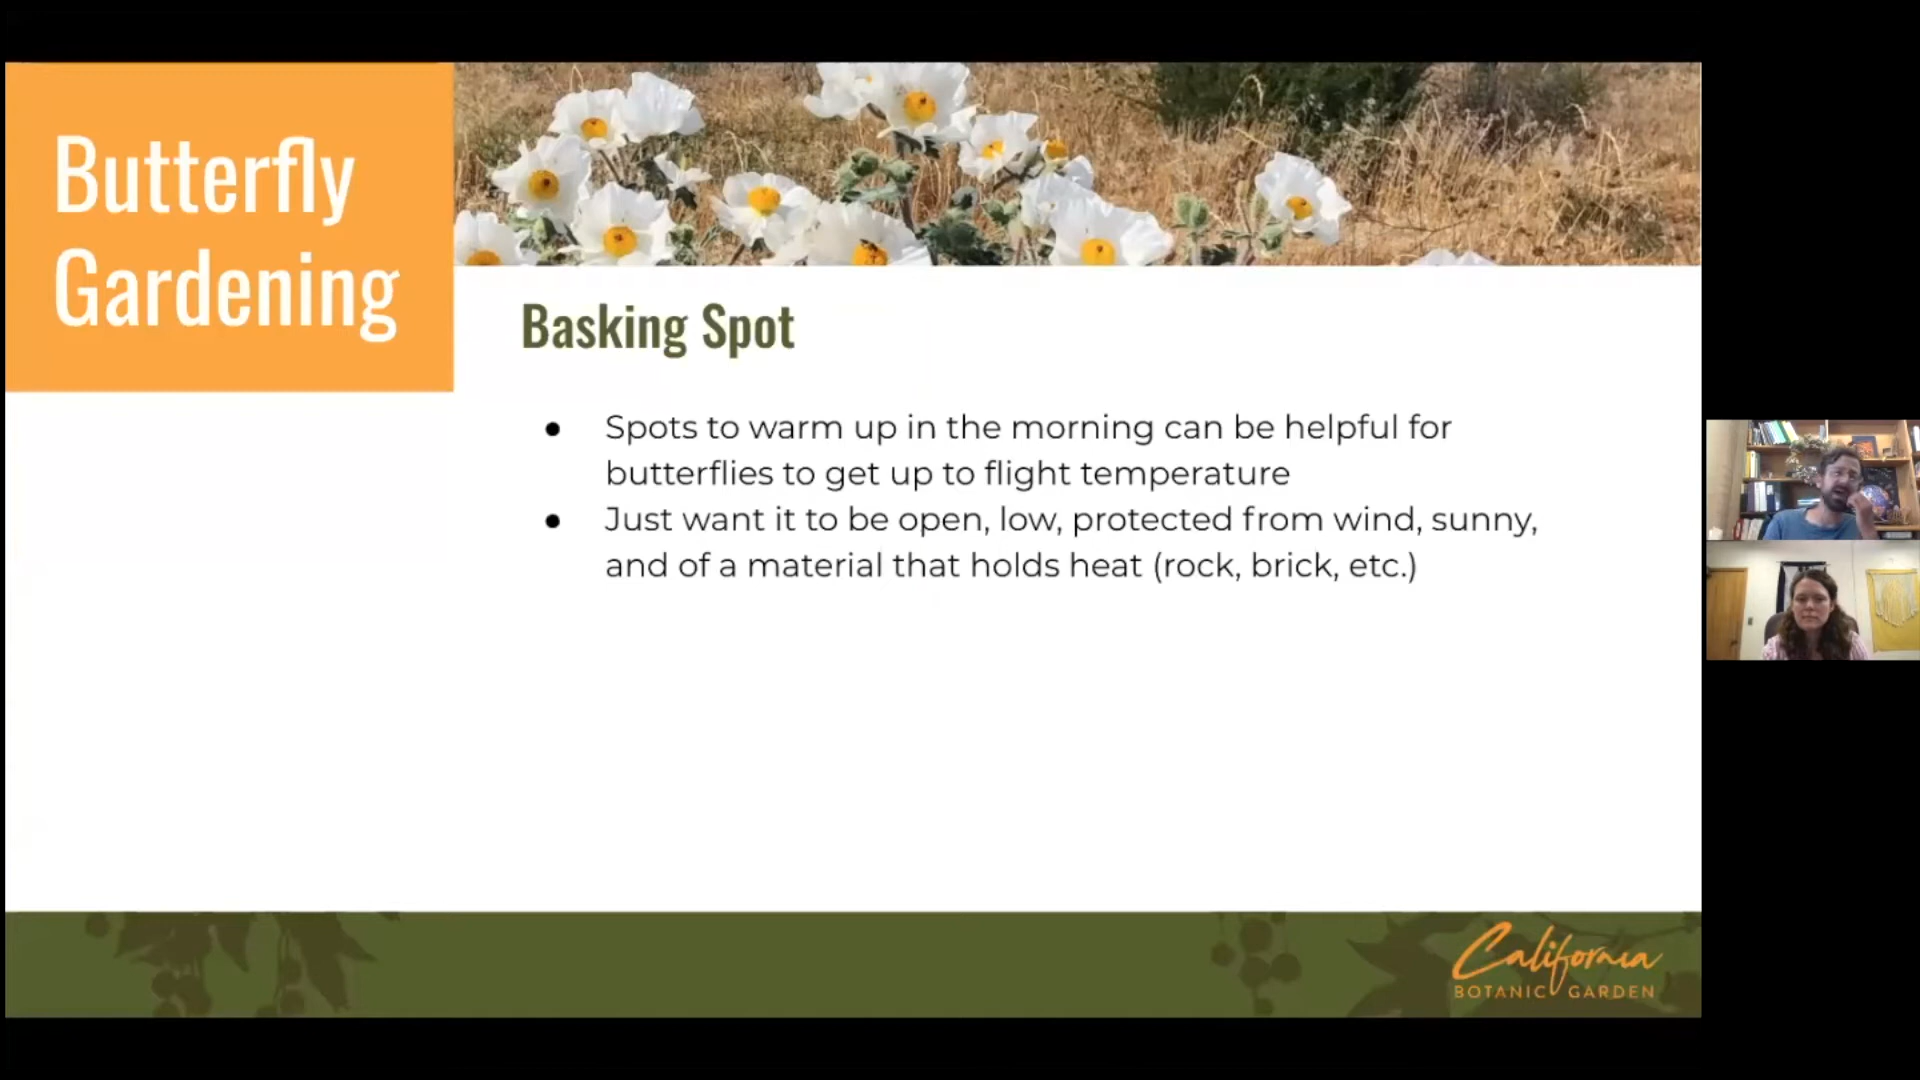 Butterfly
Gardening
Basking Spot
● Spots to warm up in the morning can be helpful for
butterflies to get up to flight temperature
● Just want it to be open, low, protected from wind, sunny,
and of a material that holds heat (rock, brick, etc.)
California
BOTANIC GARDEN